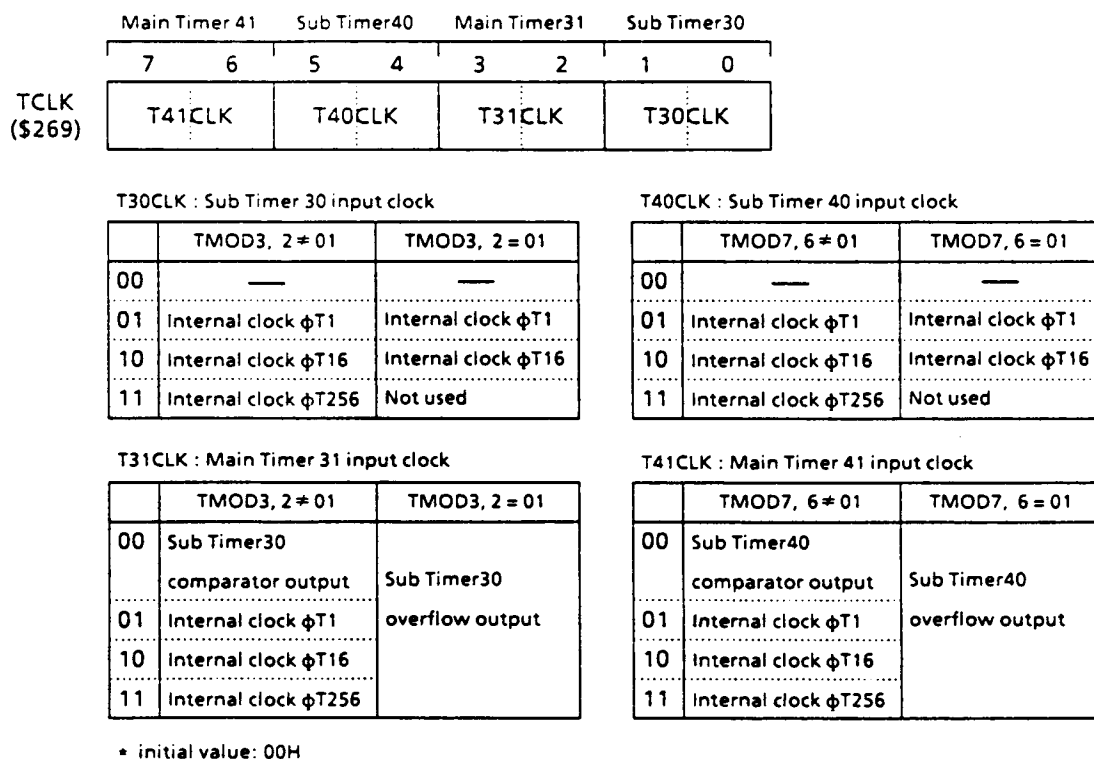 Main Timer 41 Sub Timer40 Main Timer31 Sub Timer30
7 6 5 4 3 2 1 0
TCLK
($269)
T41CLK T40CLK T31CLK T30CLK
T30CLK : Sub Timer 30 input clock
TMOD3, 2 ≠ 01 TMOD3, 2 = 01
00 — —
01 Internal clock ϕT1 Internal clock ϕT1
10 Internal clock ϕT16 Internal clock ϕT16
11 Internal clock ϕT256 Not used
T40CLK : Sub Timer 40 input clock
TMOD7, 6 ≠ 01 TMOD7, 6 = 01
00 — —
01 Internal clock ϕT1 Internal clock ϕT1
10 Internal clock ϕT16 Internal clock ϕT16
11 Internal clock ϕT256 Not used
T31CLK : Main Timer 31 input clock
TMOD3, 2 ≠ 01 TMOD3, 2 = 01
00 Sub Timer30
comparator output Sub Timer30
01 Internal clock ϕT1 overflow output
10 Internal clock ϕT16
11 Internal clock ϕT256
T41CLK : Main Timer 41 input clock
TMOD7, 6 ≠ 01 TMOD7, 6 = 01
00 Sub Timer40
comparator output Sub Timer40
01 Internal clock ϕT1 overflow output
10 Internal clock ϕT16
11 Internal clock ϕT256
* initial value: 00H